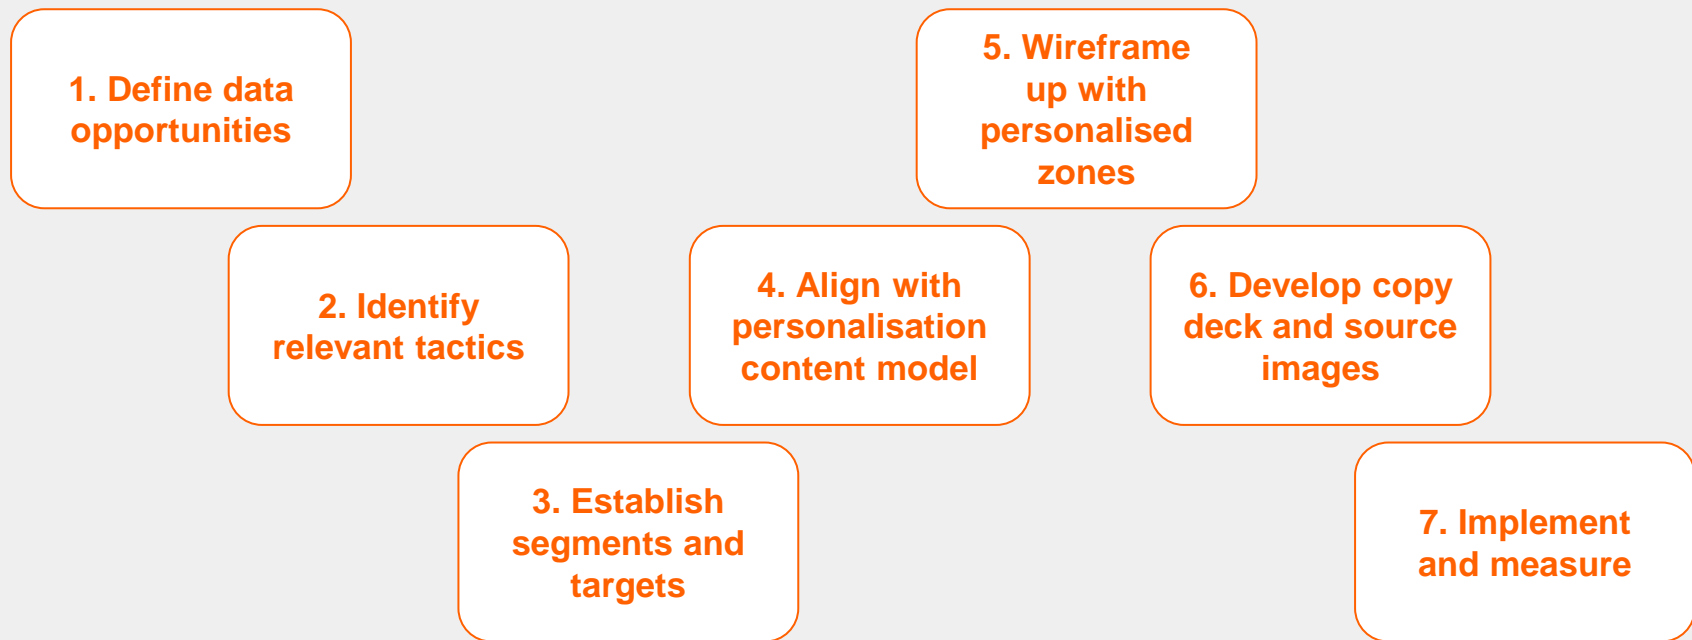 1. Define data
opportunities
2. Identify
relevant tactics
3. Establish
segments and
targets
4. Align with
personalisation
content model
5. Wireframe
up with
personalised
zones
6. Develop copy
deck and source
images
7. Implement
and measure